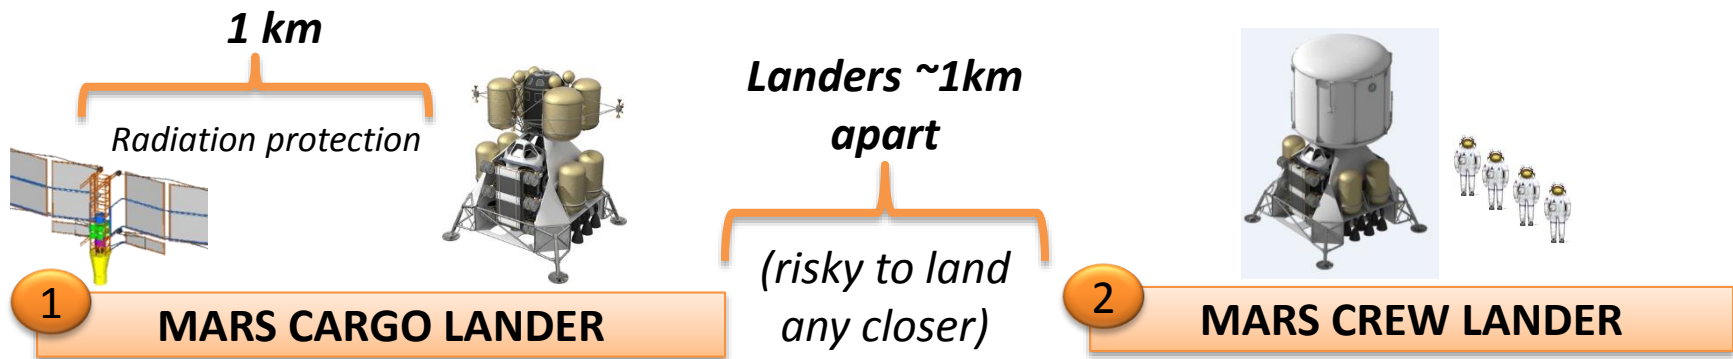 1 km
Radiation protection
1
MARS CARGO LANDER
Landers ~1km
apart
(risky to land
any closer)
2
MARS CREW LANDER